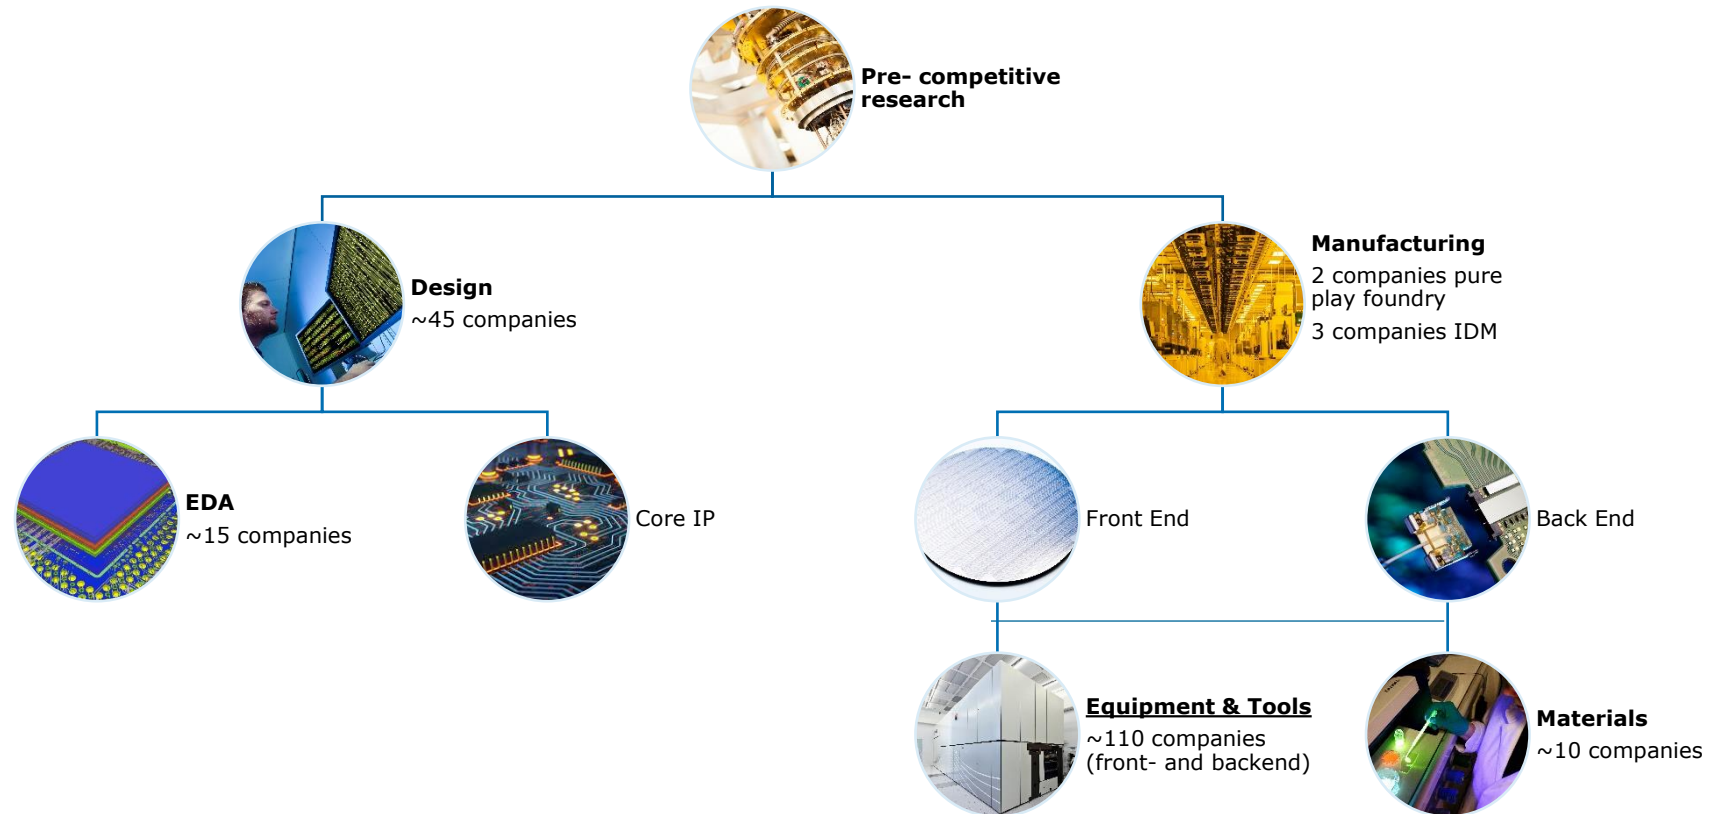 Pre- competitive
research
Design
~45 companies
Manufacturing
2 companies pure
play foundry
3 companies IDM
EDA
~15 companies
Core IP
Front End
Back End
Equipment & Tools
~110 companies
(front- and backend)
Materials
~10 companies